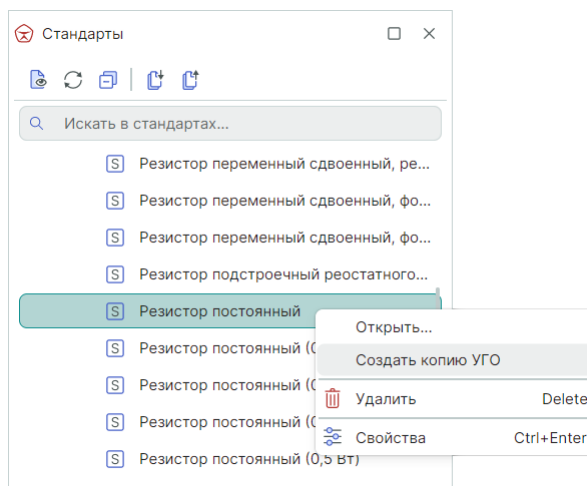 Стандарты
Искать в стандартах...
S Резистор переменный сдвоенный, ре...
S Резистор переменный сдвоенный, фо...
S Резистор переменный сдвоенный, фо...
S Резистор подстроечный реостатного...
S Резистор постоянный
Открыть...
S Резистор постоянный (0
Создать копию УГО
S Резистор постоянный (0
Удалить Delete
S Резистор постоянный (0
Свойства Ctrl+Enter
S Резистор постоянный (0,5 Вт)